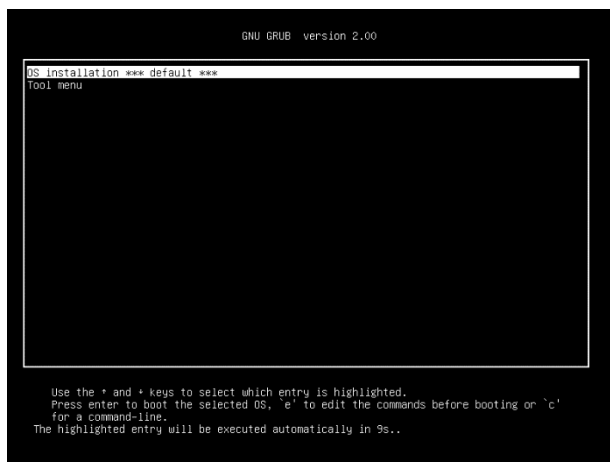 GNU GRUB version 2.00
OS installation *** default ***
Tool menu
Use the ↑ and ↓ keys to select which entry is highlighted.
Press enter to boot the selected OS, `e' to edit the commands before booting or `c'
for a command-line.
The highlighted entry will be executed automatically in 9s..